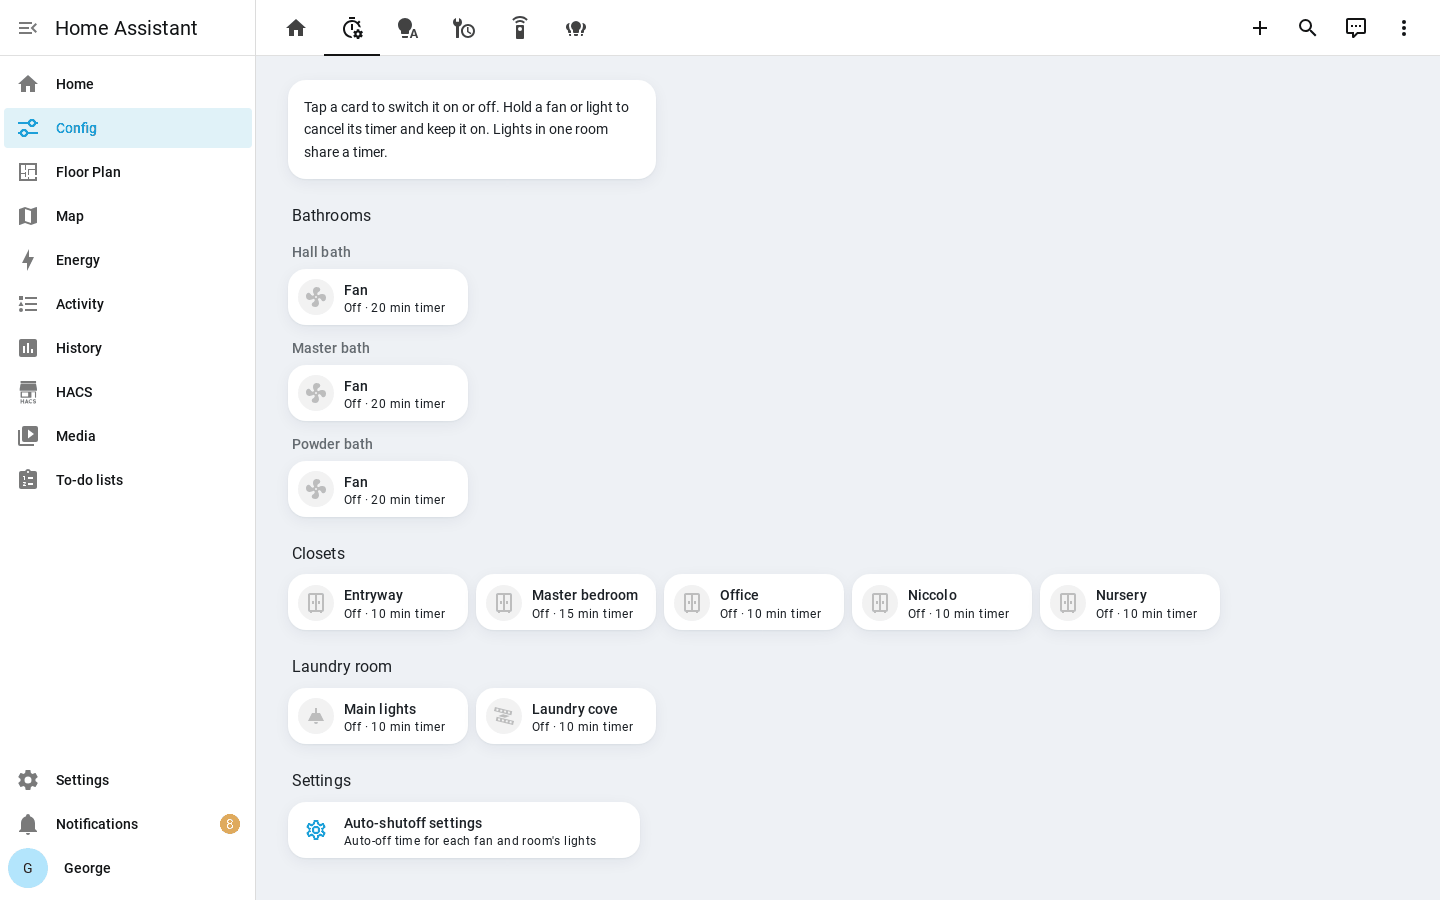 Home Assistant
Home
Config
Floor Plan
Map
Energy
Activity
History
HACS
HACS
Media
To-do lists
Settings
Notifications
8
G
George
A
Tap a card to switch it on or off. Hold a fan or light to
cancel its timer and keep it on. Lights in one room
share a timer.
Bathrooms
Hall bath
Fan
Off · 20 min timer
Master bath
Fan
Off · 20 min timer
Powder bath
Fan
Off · 20 min timer
Closets
Entryway
Off · 10 min timer
Master bedroom
Off · 15 min timer
Office
Off · 10 min timer
Niccolo
Off · 10 min timer
Nursery
Off · 10 min timer
Laundry room
Main lights
Off · 10 min timer
Laundry cove
Off · 10 min timer
Settings
Auto-shutoff settings
Auto-off time for each fan and room's lights